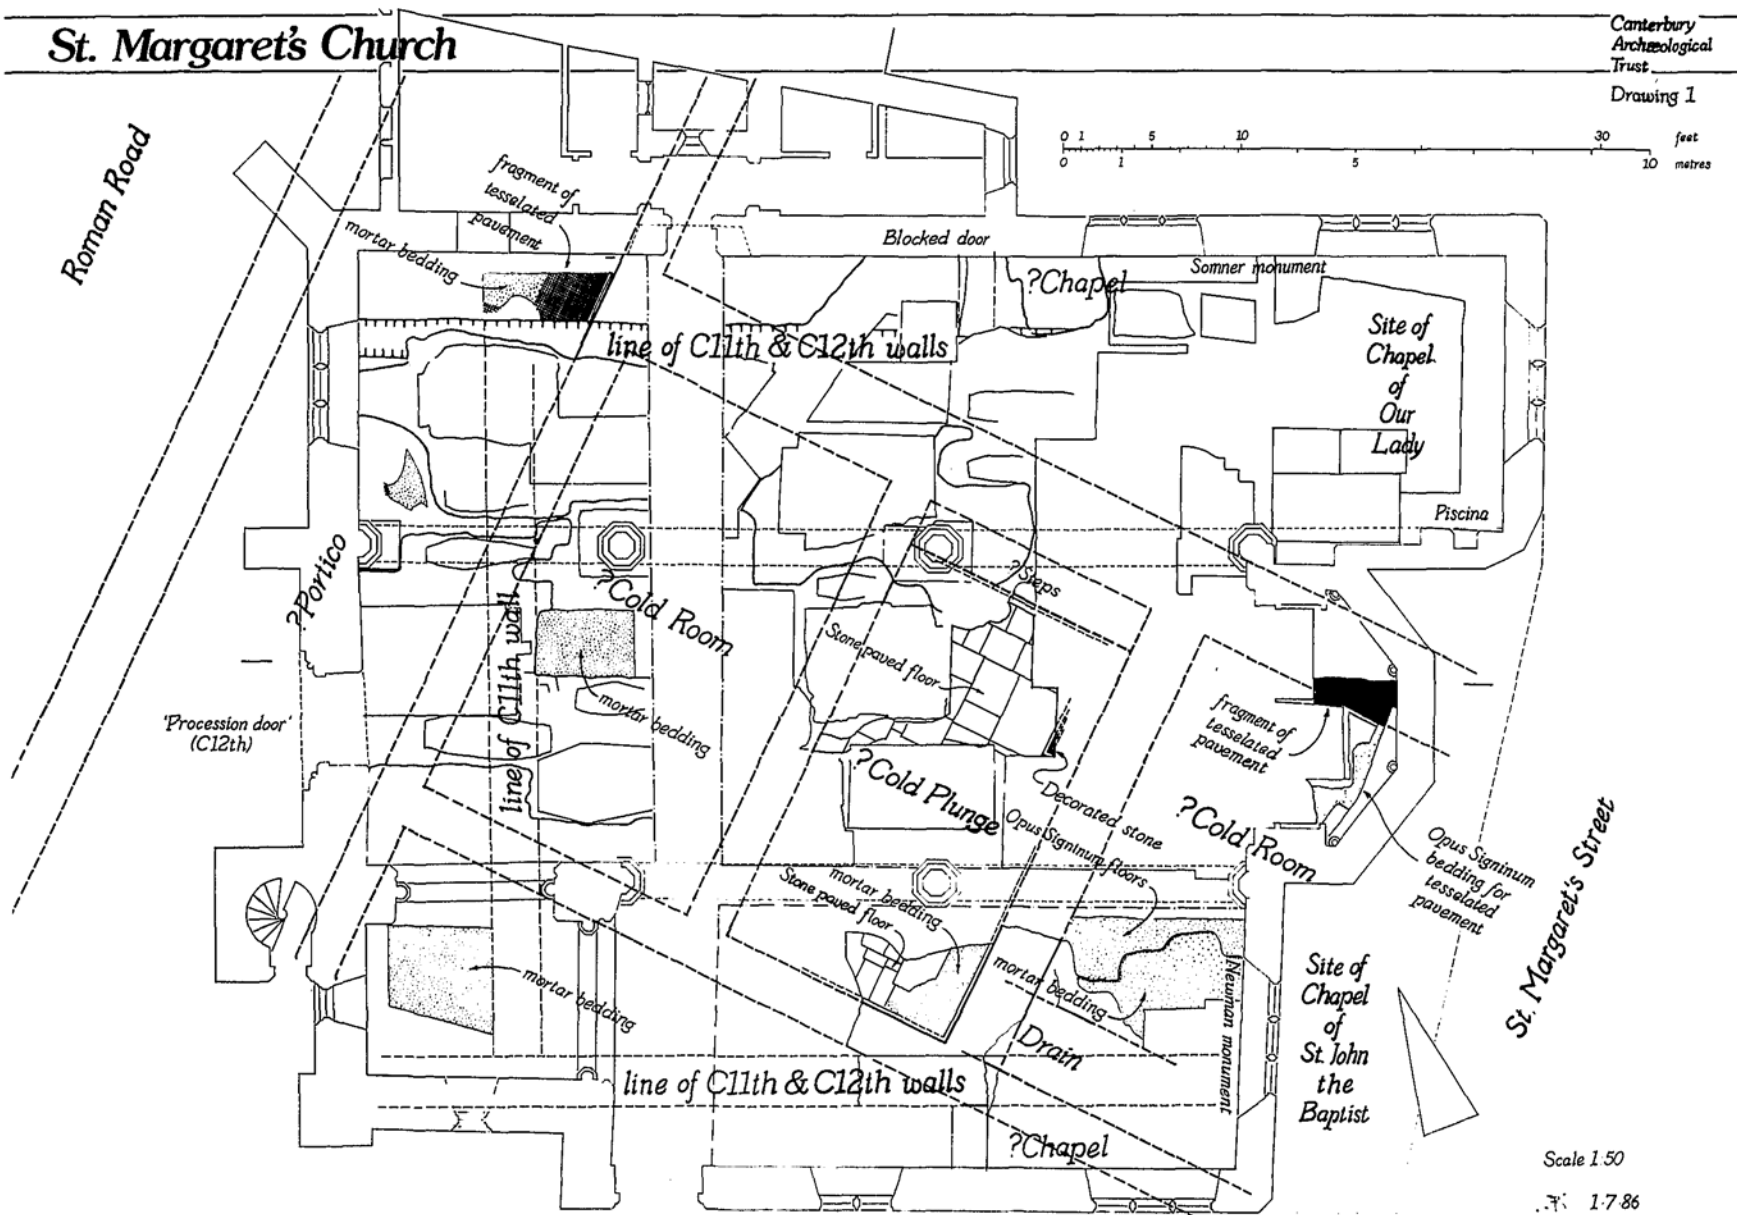 St. Margaret's Church
Canterbury
Archæological
Trust
Drawing 1
0 1 5 10 30 feet
0 1 5 10 metres
Roman Road
fragment of
tesselated
pavement
mortar bedding
Blocked door
?Chapel
Somner monument
line of C11th & C12th walls
Site of
Chapel
of
Our
Lady
Piscina
?Portico
?Cold Room
?Steps
line of C11th wall
Stone paved floor
mortar bedding
'Procession door'
(C12th)
fragment of
tesselated
pavement
?Cold Plunge
Decorated stone
?Cold Room
Opus Signinum floors
Opus Signinum
bedding for
tesselated
pavement
St. Margaret's Street
mortar bedding
Stone paved floor
mortar bedding
mortar bedding
Drain
Neuman monument
Site of
Chapel
of
St. John
the
Baptist
line of C11th & C12th walls
?Chapel
Scale 1:50
1·7·86